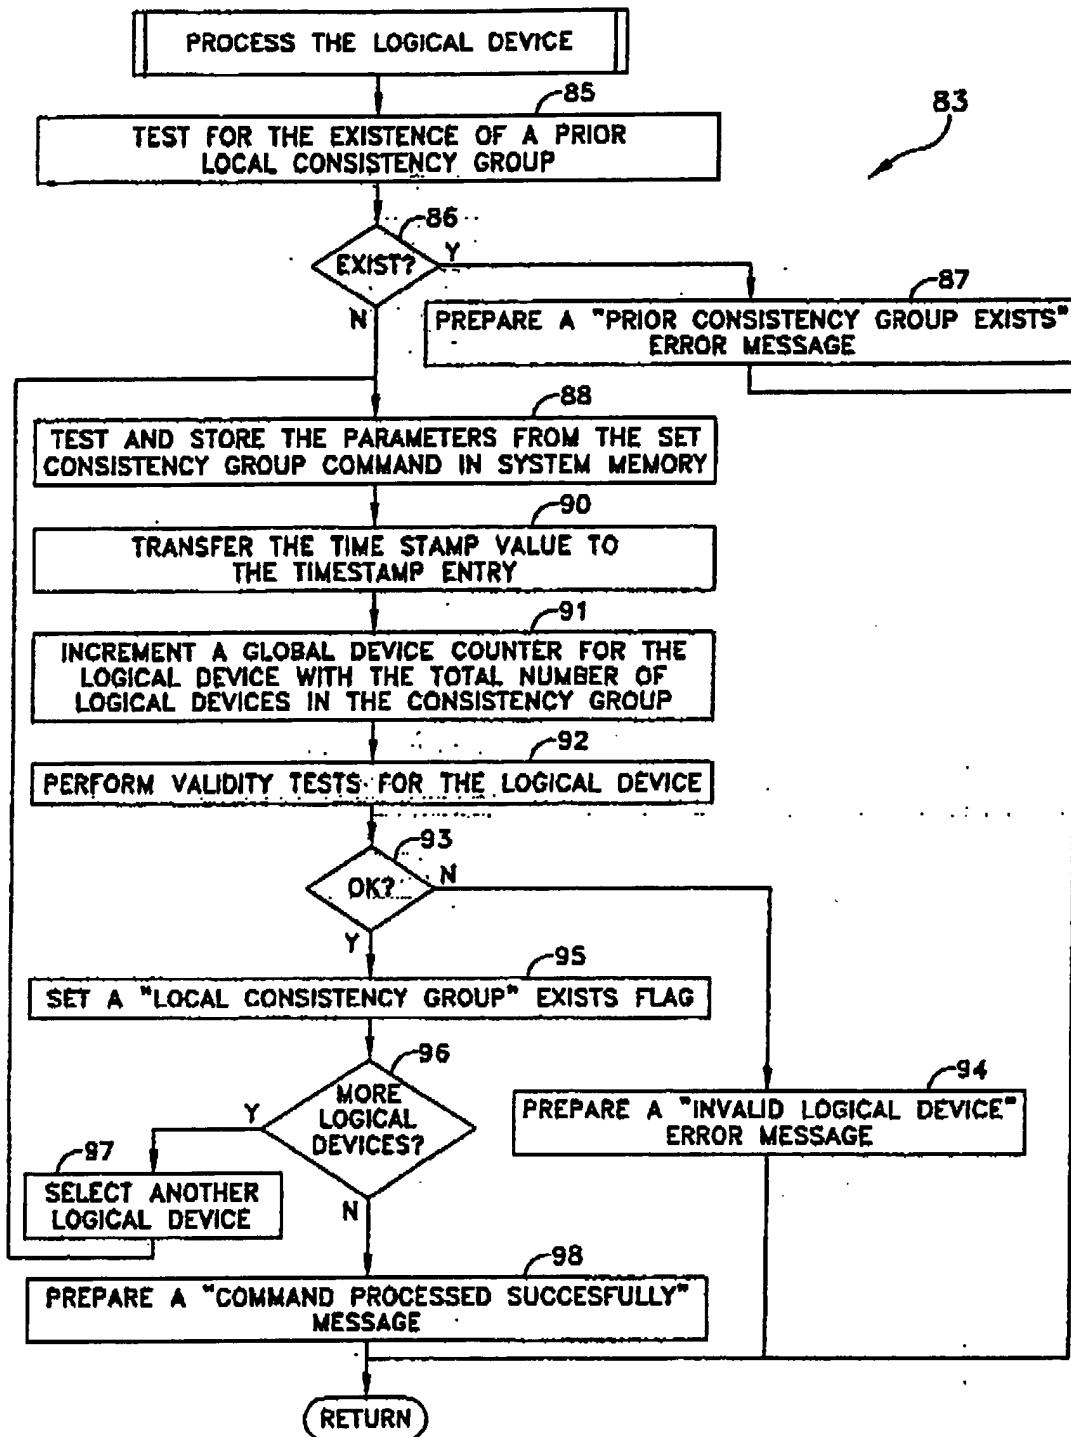 PROCESS THE LOGICAL DEVICE
85
83
TEST FOR THE EXISTENCE OF A PRIOR
LOCAL CONSISTENCY GROUP
86
EXIST?
Y
N
87
PREPARE A "PRIOR CONSISTENCY GROUP EXISTS"
ERROR MESSAGE
88
TEST AND STORE THE PARAMETERS FROM THE SET
CONSISTENCY GROUP COMMAND IN SYSTEM MEMORY
90
TRANSFER THE TIME STAMP VALUE TO
THE TIMESTAMP ENTRY
91
INCREMENT A GLOBAL DEVICE COUNTER FOR THE
LOGICAL DEVICE WITH THE TOTAL NUMBER OF
LOGICAL DEVICES IN THE CONSISTENCY GROUP
92
PERFORM VALIDITY TESTS FOR THE LOGICAL DEVICE
93
OK?
N
Y
95
SET A "LOCAL CONSISTENCY GROUP" EXISTS FLAG
96
MORE
LOGICAL
DEVICES?
Y
N
94
PREPARE A "INVALID LOGICAL DEVICE"
ERROR MESSAGE
97
SELECT ANOTHER
LOGICAL DEVICE
98
PREPARE A "COMMAND PROCESSED SUCCESFULLY"
MESSAGE
RETURN